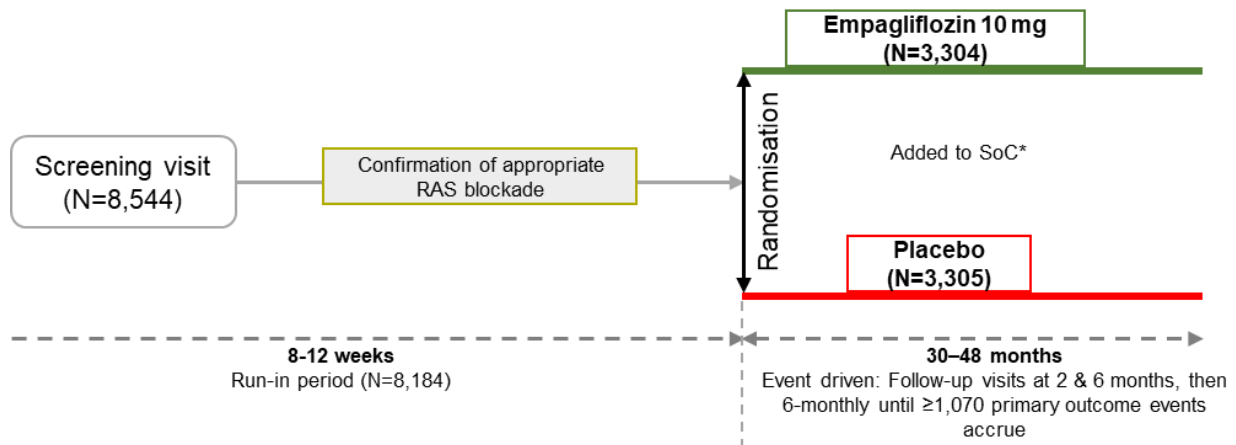 Empagliflozin 10 mg
(N=3,304)
Screening visit
(N=8,544)
Confirmation of appropriate
RAS blockade
Randomisation
Added to SoC*
Placebo
(N=3,305)
8-12 weeks
Run-in period (N=8,184)
30–48 months
Event driven: Follow-up visits at 2 & 6 months, then
6-monthly until ≥1,070 primary outcome events
accrue